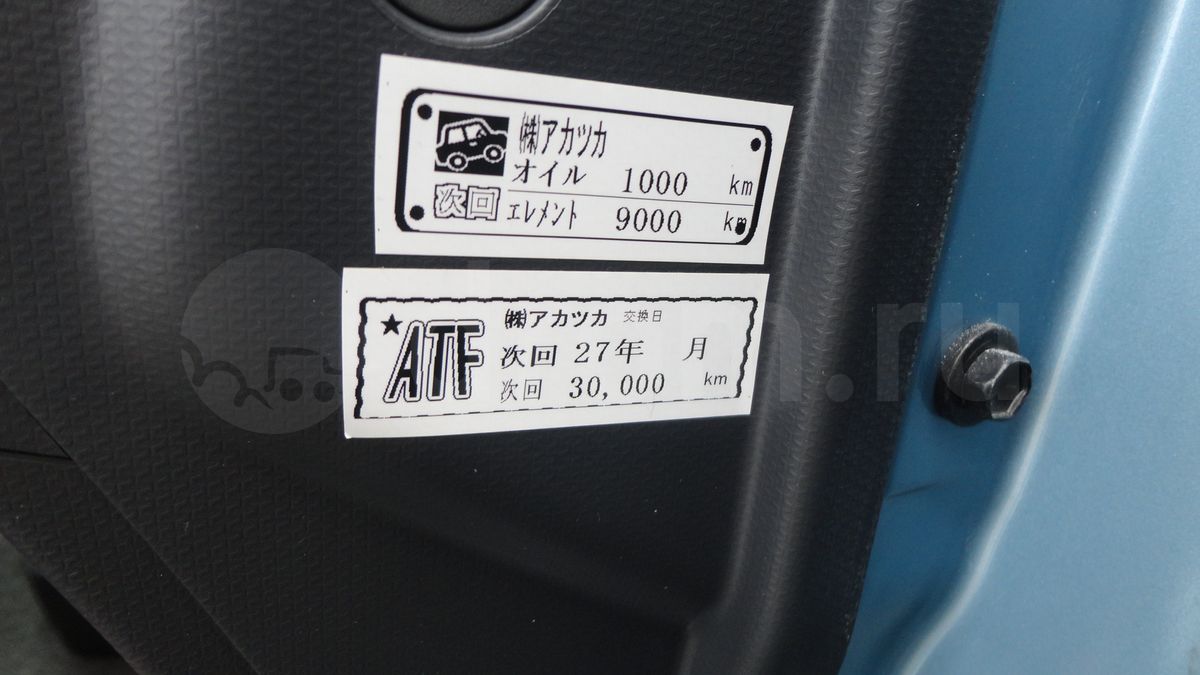 ㈱アカツカ
オイル 1000 km
次回 エレメント 9000 km
★ATF ㈱アカツカ 交換日
次回 27年 月
次回 30,000 km